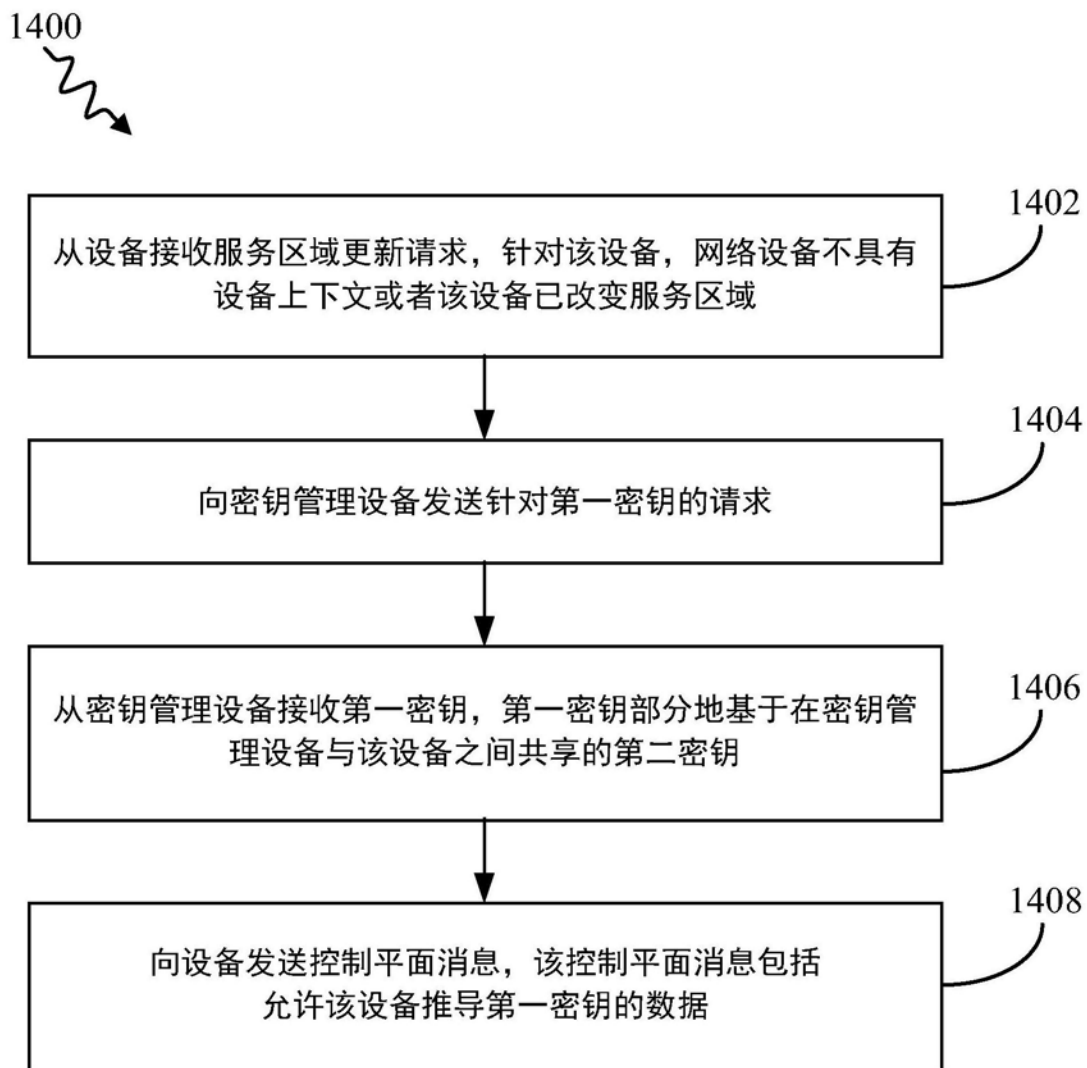 1400
1402
从设备接收服务区域更新请求，针对该设备，网络设备不具有
设备上下文或者该设备已改变服务区域
1404
向密钥管理设备发送针对第一密钥的请求
1406
从密钥管理设备接收第一密钥，第一密钥部分地基于在密钥管
理设备与该设备之间共享的第二密钥
1408
向设备发送控制平面消息，该控制平面消息包括
允许该设备推导第一密钥的数据